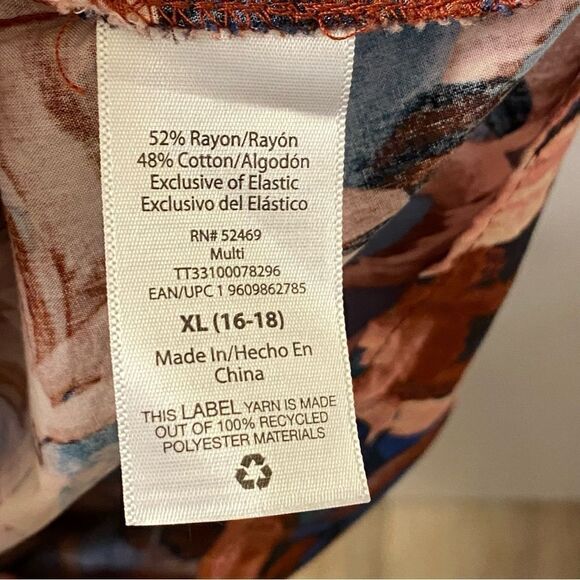 52% Rayon/Rayón
48% Cotton/Algodón
Exclusive of Elastic
Exclusivo del Elástico
RN# 52469
Multi
TT33100078296
EAN/UPC 1 9609862785
XL (16-18)
Made In/Hecho En
China
THIS LABEL YARN IS MADE
OUT OF 100% RECYCLED
POLYESTER MATERIALS